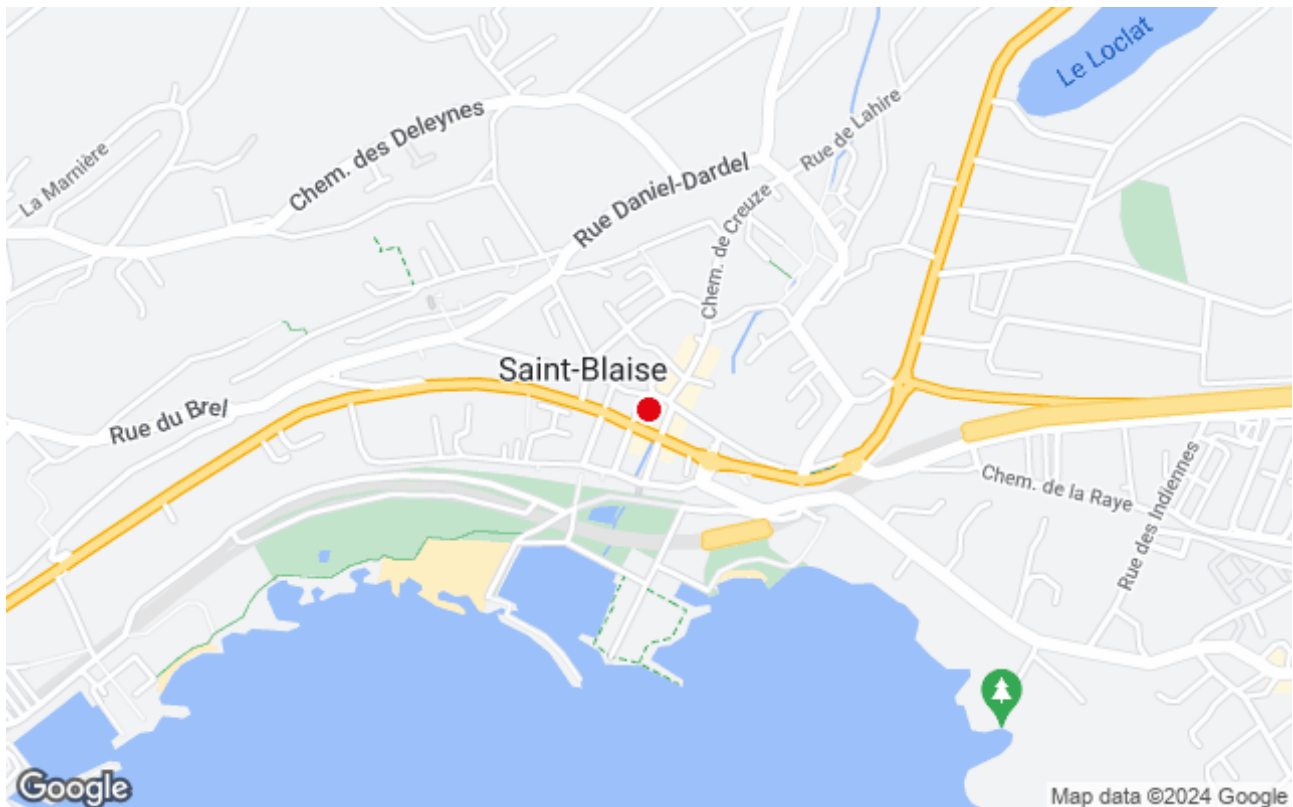 Le Loclat
Chem. des Deleynes
Rue de Lahire
La Marnière
Rue Daniel-Dardel
Chem. de Creuze
Saint-Blaise
Rue du Brel
Chem. de la Raye
Rue des Indiennes
Google
Map data ©2024 Google